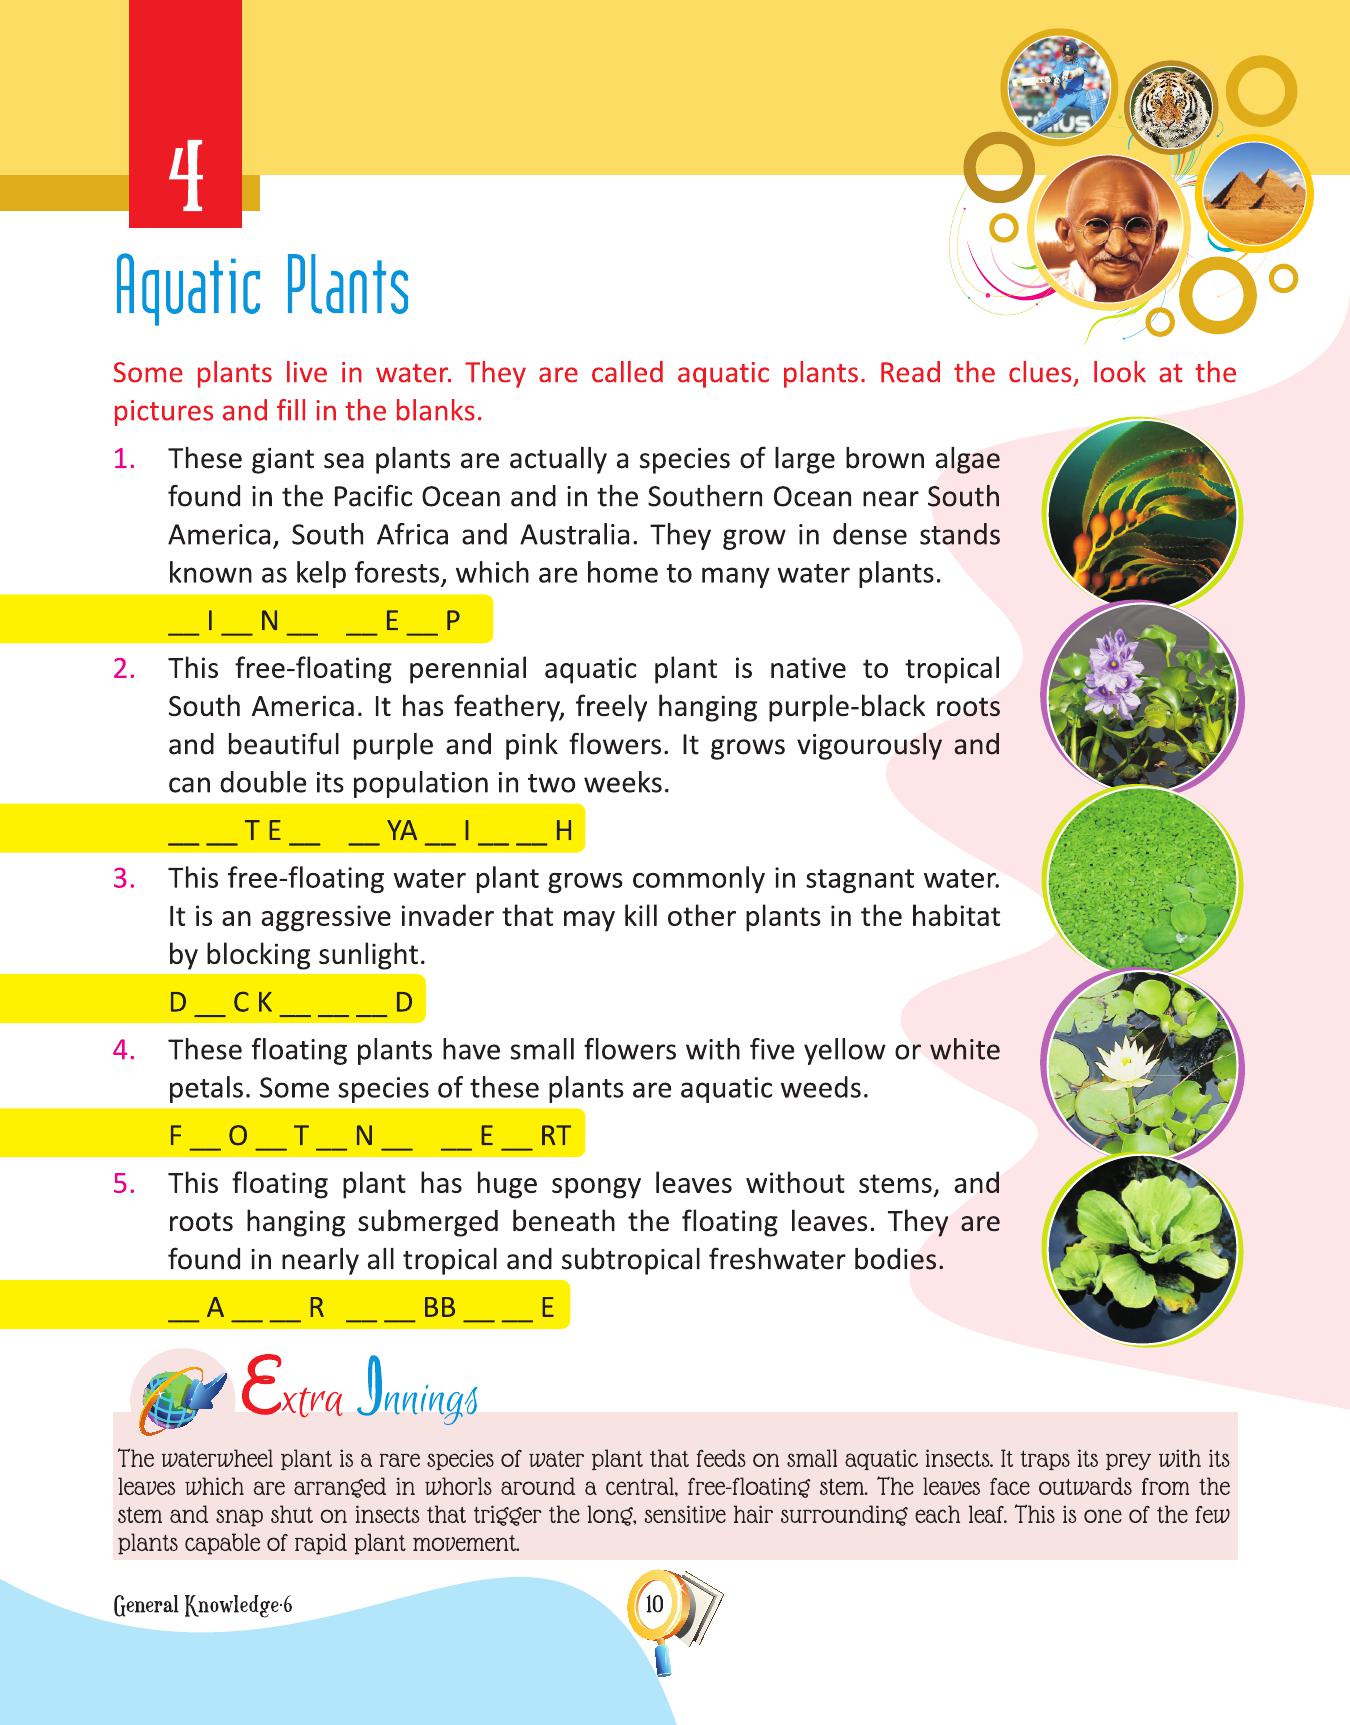 4
Aquatic Plants
Some plants live in water. They are called aquatic plants. Read the clues, look at the
pictures and fill in the blanks.
1. These giant sea plants are actually a species of large brown algae
found in the Pacific Ocean and in the Southern Ocean near South
America, South Africa and Australia. They grow in dense stands
known as kelp forests, which are home to many water plants.
__ I __ N __ __ E __ P
2. This free-floating perennial aquatic plant is native to tropical
South America. It has feathery, freely hanging purple-black roots
and beautiful purple and pink flowers. It grows vigourously and
can double its population in two weeks.
__ __ T E __ __ YA __ I __ __ H
3. This free-floating water plant grows commonly in stagnant water.
It is an aggressive invader that may kill other plants in the habitat
by blocking sunlight.
D __ C K __ __ __ D
4. These floating plants have small flowers with five yellow or white
petals. Some species of these plants are aquatic weeds.
F __ O __ T __ N __ __ E __ RT
5. This floating plant has huge spongy leaves without stems, and
roots hanging submerged beneath the floating leaves. They are
found in nearly all tropical and subtropical freshwater bodies.
__ A __ __ R __ __ BB __ __ E
Extra Innings
The waterwheel plant is a rare species of water plant that feeds on small aquatic insects. It traps its prey with its
leaves which are arranged in whorls around a central, free-floating stem. The leaves face outwards from the
stem and snap shut on insects that trigger the long, sensitive hair surrounding each leaf. This is one of the few
plants capable of rapid plant movement.
General Knowledge-6
10